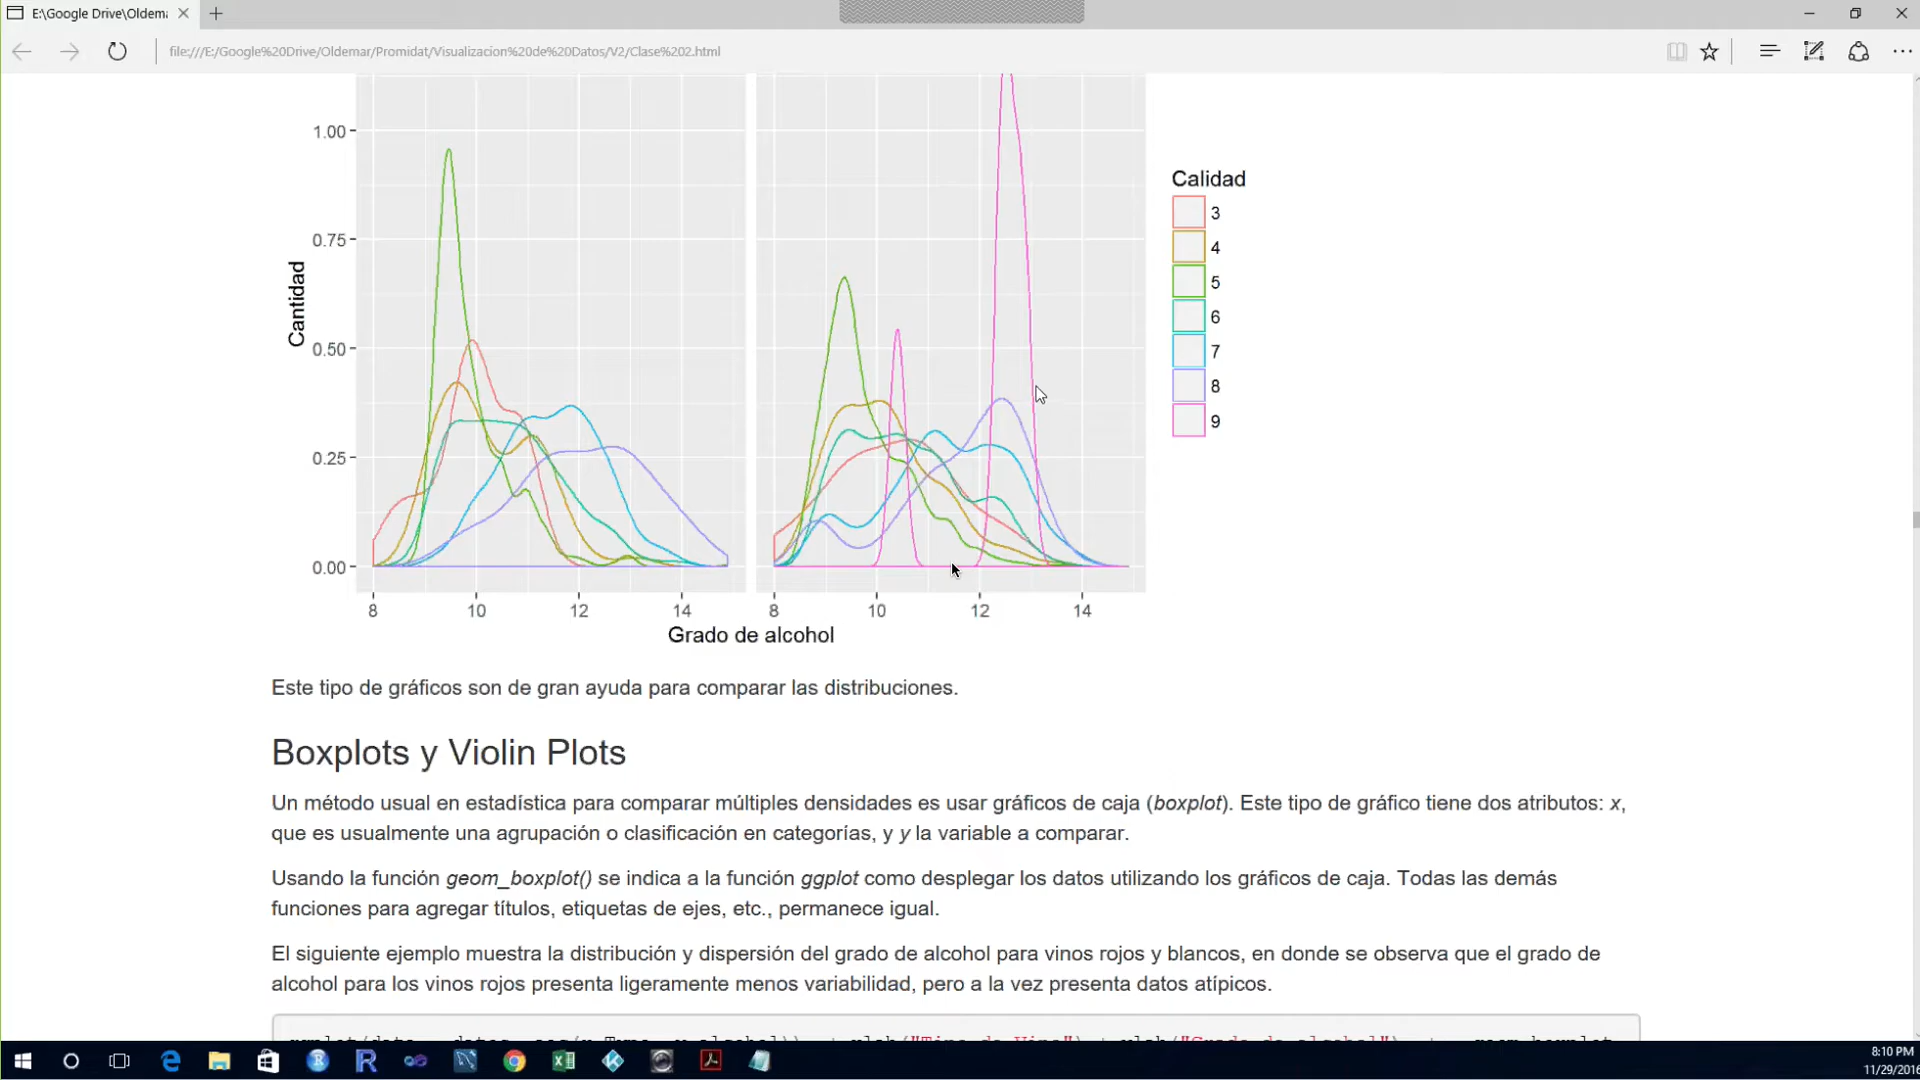 E:\Google Drive\Oldema
file:///E:/Google%20Drive/Oldemar/Promidat/Visualizacion%20de%20Datos/V2/Clase%202.html
1.00
0.75
0.50
0.25
0.00
Cantidad
8 10 12 14 8 10 12 14
Grado de alcohol
Calidad
3
4
5
6
7
8
9
Este tipo de gráficos son de gran ayuda para comparar las distribuciones.
Boxplots y Violin Plots
Un método usual en estadística para comparar múltiples densidades es usar gráficos de caja (boxplot). Este tipo de gráfico tiene dos atributos: x,
que es usualmente una agrupación o clasificación en categorías, y y la variable a comparar.
Usando la función geom_boxplot() se indica a la función ggplot como desplegar los datos utilizando los gráficos de caja. Todas las demás
funciones para agregar títulos, etiquetas de ejes, etc., permanece igual.
El siguiente ejemplo muestra la distribución y dispersión del grado de alcohol para vinos rojos y blancos, en donde se observa que el grado de
alcohol para los vinos rojos presenta ligeramente menos variabilidad, pero a la vez presenta datos atípicos.
8:10 PM
11/29/2016